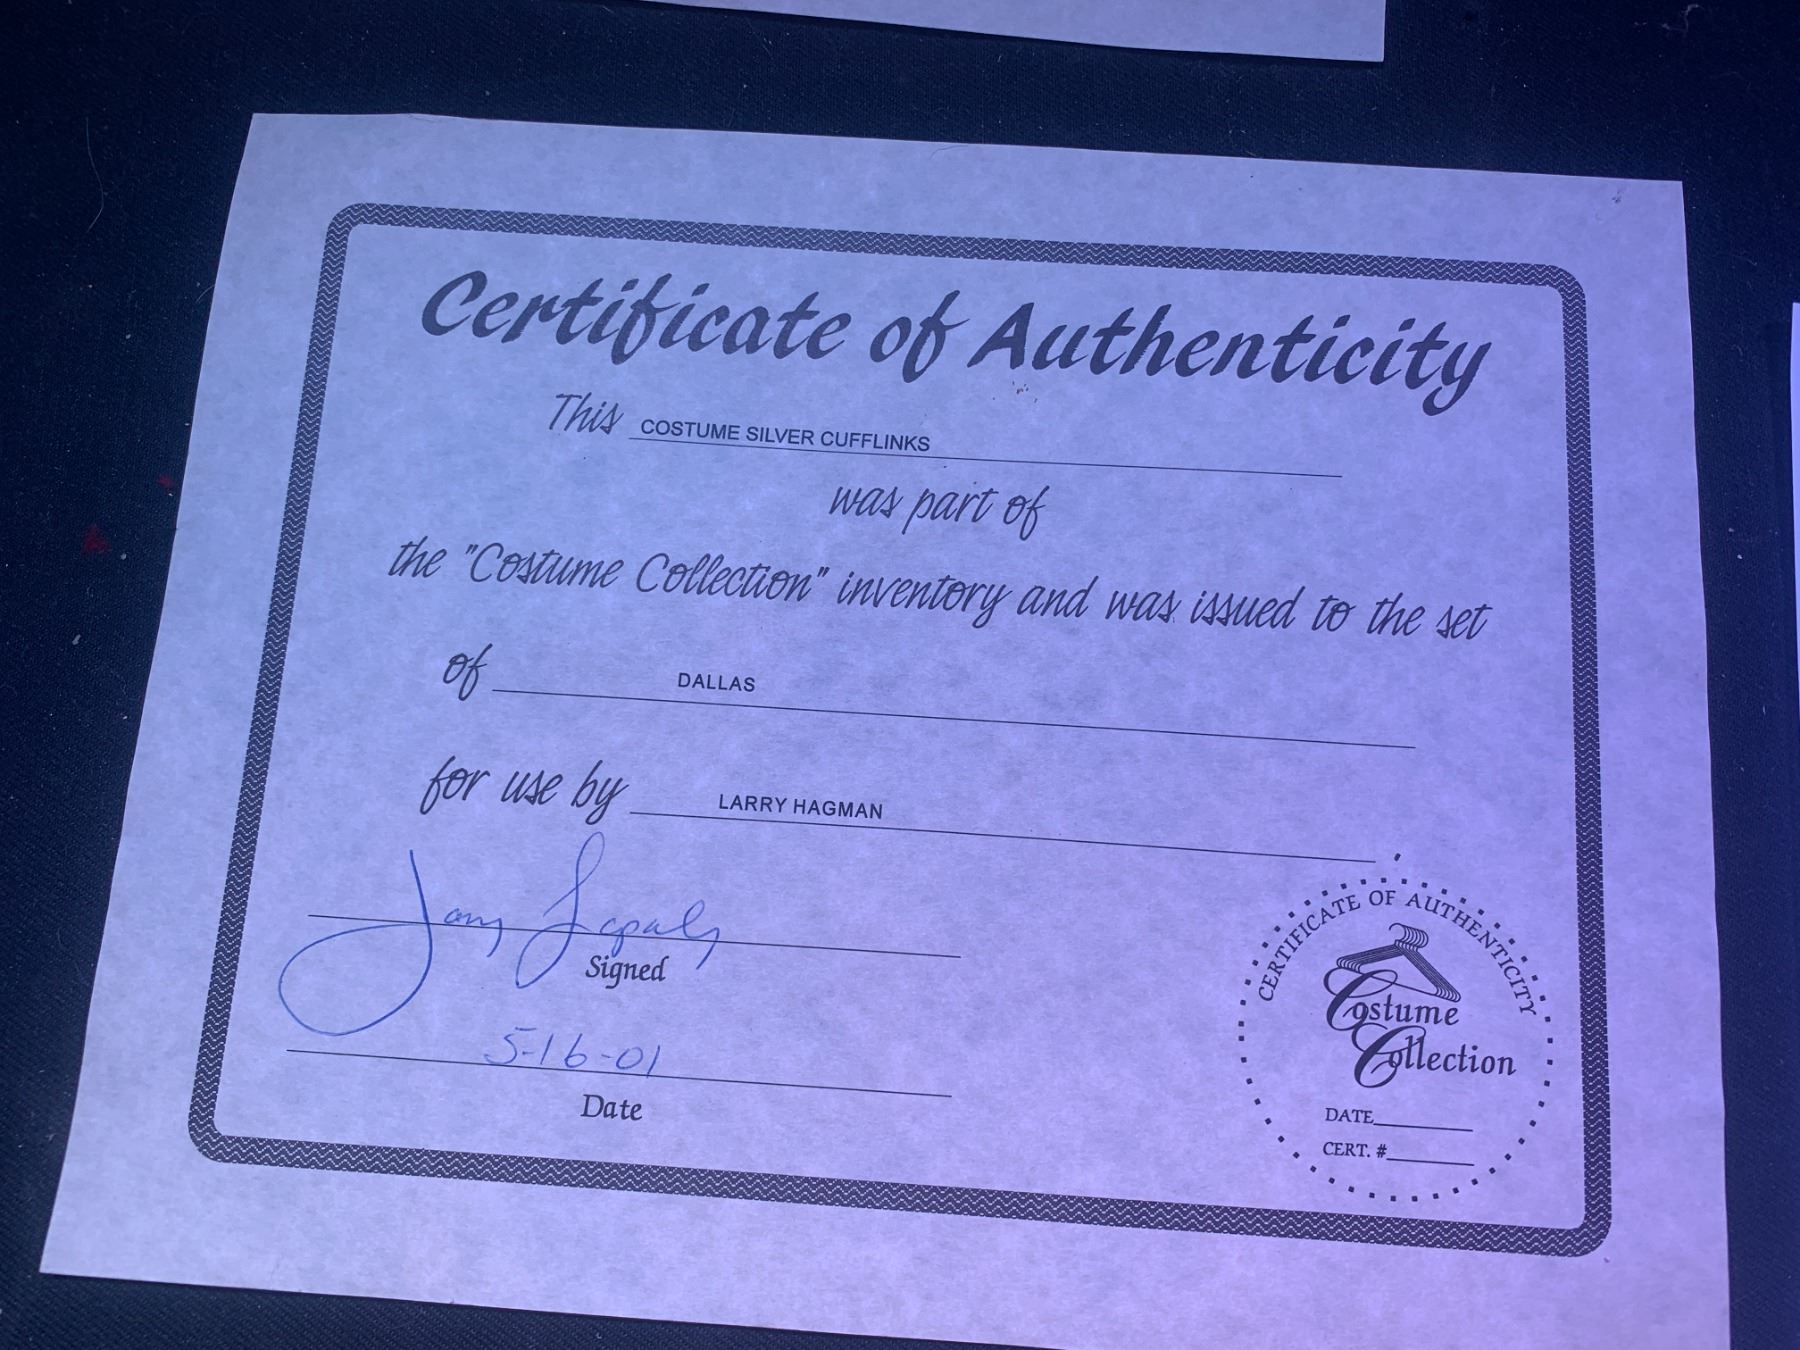 Certificate of Authenticity
This COSTUME SILVER CUFFLINKS
was part of
the "Costume Collection" inventory and was issued to the set
of DALLAS
for use by LARRY HAGMAN.
Signed
5-16-01
Date
CERTIFICATE OF AUTHENTICITY
Costume
Collection
DATE
CERT. #